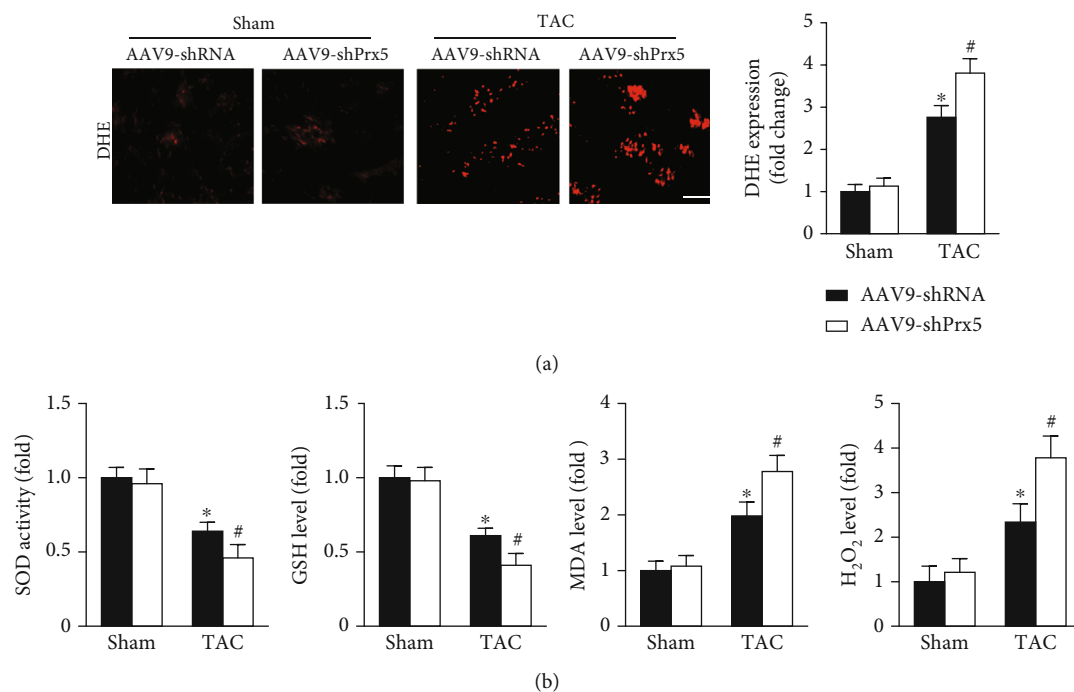 Sham
TAC
AAV9-shRNA
AAV9-shPrx5
AAV9-shRNA
AAV9-shPrx5
DHE
DHE expression
(fold change)
5
4
3
2
1
0
*
#
Sham
TAC
AAV9-shRNA
AAV9-shPrx5
(a)
SOD activity (fold)
1.5
1.0
0.5
0
*
#
Sham
TAC
GSH level (fold)
1.5
1.0
0.5
0
*
#
Sham
TAC
MDA level (fold )
4
3
2
1
0
*
#
Sham
TAC
H₂O₂ level (fold)
5
4
3
2
1
0
*
#
Sham
TAC
(b)